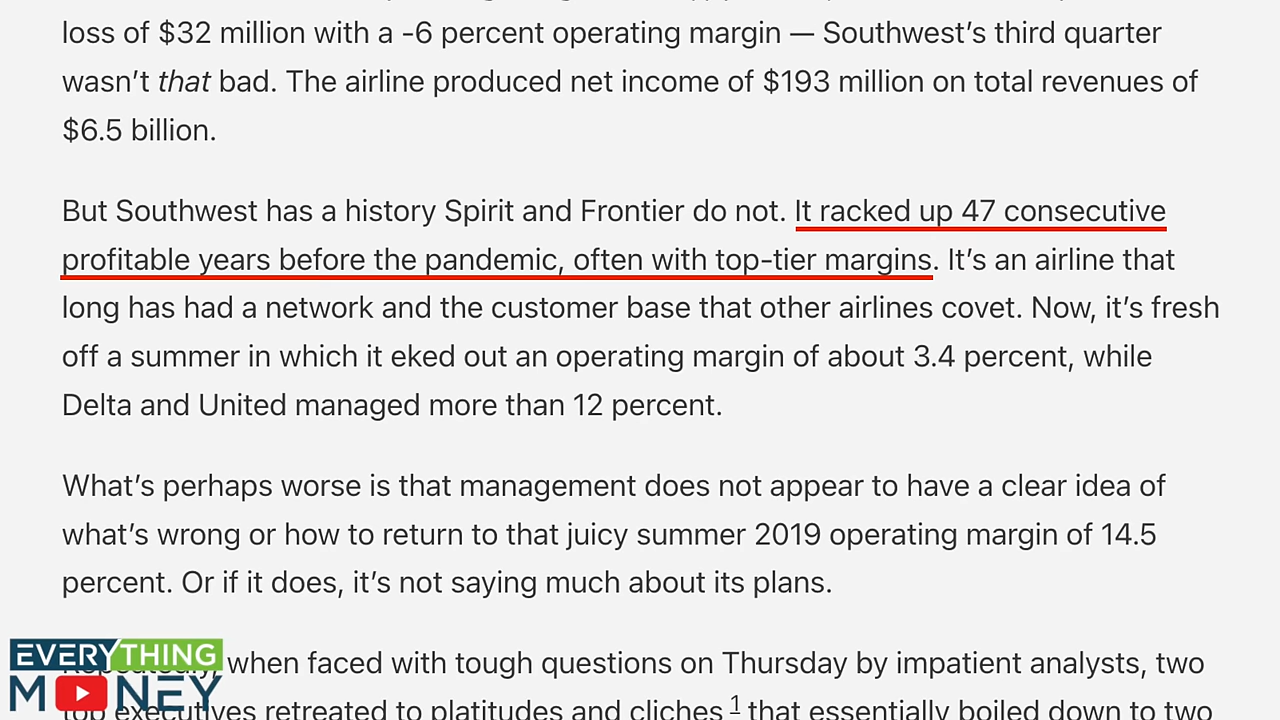 loss of $32 million with a -6 percent operating margin — Southwest’s third quarter
wasn’t that bad. The airline produced net income of $193 million on total revenues of
$6.5 billion.
But Southwest has a history Spirit and Frontier do not. It racked up 47 consecutive
profitable years before the pandemic, often with top-tier margins. It’s an airline that
long has had a network and the customer base that other airlines covet. Now, it’s fresh
off a summer in which it eked out an operating margin of about 3.4 percent, while
Delta and United managed more than 12 percent.
What’s perhaps worse is that management does not appear to have a clear idea of
what’s wrong or how to return to that juicy summer 2019 operating margin of 14.5
percent. Or if it does, it’s not saying much about its plans.
when faced with tough questions on Thursday by impatient analysts, two
top executives retreated to platitudes and cliches 1 that essentially boiled down to two
EVERYTHING
MONEY